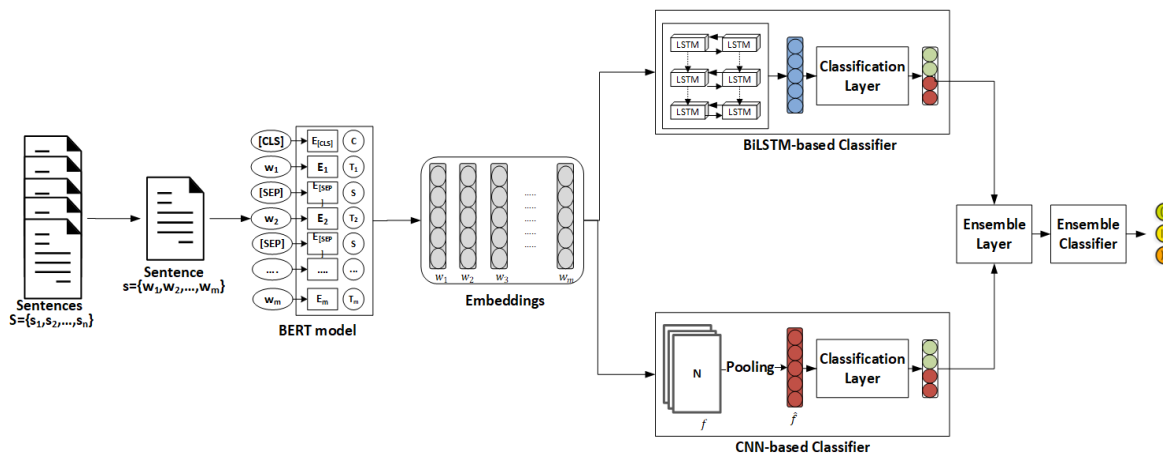 Sentences
S={s1,s2,...,sn}
Sentence
s={w1,w2,...,wm}
[CLS]
E[CLS]
C
w1
E1
T1
[SEP]
E[SEP
S
w2
E2
T2
[SEP]
E[SEP
S
....
....
...
wm
Em
Tm
BERT model
.....
.....
.....
.....
.....
w1
w2
w3
wm
Embeddings
LSTM
LSTM
LSTM
LSTM
LSTM
LSTM
Classification
Layer
BiLSTM-based Classifier
N
f
Pooling
f̂
Classification
Layer
CNN-based Classifier
Ensemble
Layer
Ensemble
Classifier